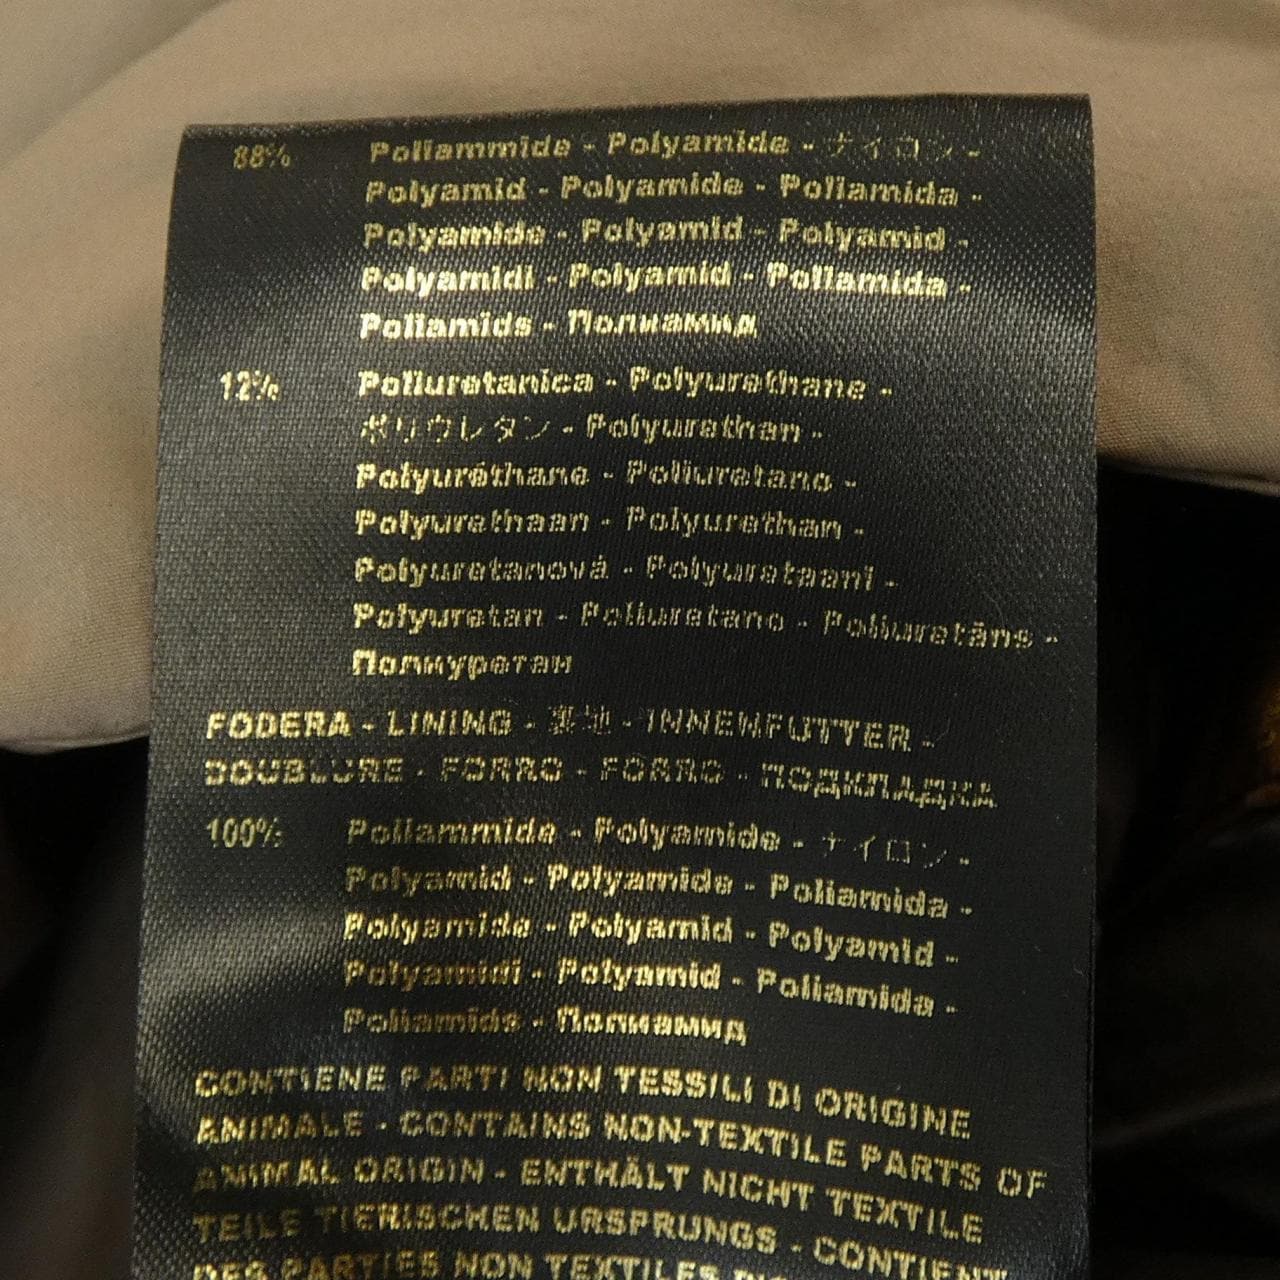 88% Poliammide - Polyamide - ナイロン -
Polyamid - Polyamide - Poliamida -
Polyamide - Polyamid - Polyamid -
Polyamidi - Polyamid - Poliamida -
Poliamids - Полиамид
12% Poliuretanica - Polyurethane -
ポリウレタン - Polyurethan -
Polyuréthane - Poliuretano -
Polyurethaan - Polyurethan -
Polyuretanová - Polyuretaani -
Polyuretan - Poliuretano - Poliuretāns -
Полиуретан
FODERA - LINING - 裏地 - INNENFUTTER -
DOUBLURE - FORRO - FORRO - ПОДКЛАДКА
100% Poliammide - Polyamide - ナイロン -
Polyamid - Polyamide - Poliamida -
Polyamide - Polyamid - Polyamid -
Polyamidi - Polyamid - Poliamida -
Poliamids - Полиамид
CONTIENE PARTI NON TESSILI DI ORIGINE
ANIMALE - CONTAINS NON-TEXTILE PARTS OF
ANIMAL ORIGIN - ENTHÄLT NICHT TEXTILE
TEILE TIERISCHEN URSPRUNGS - CONTIENT
DES PARTIES NON TEXTILES